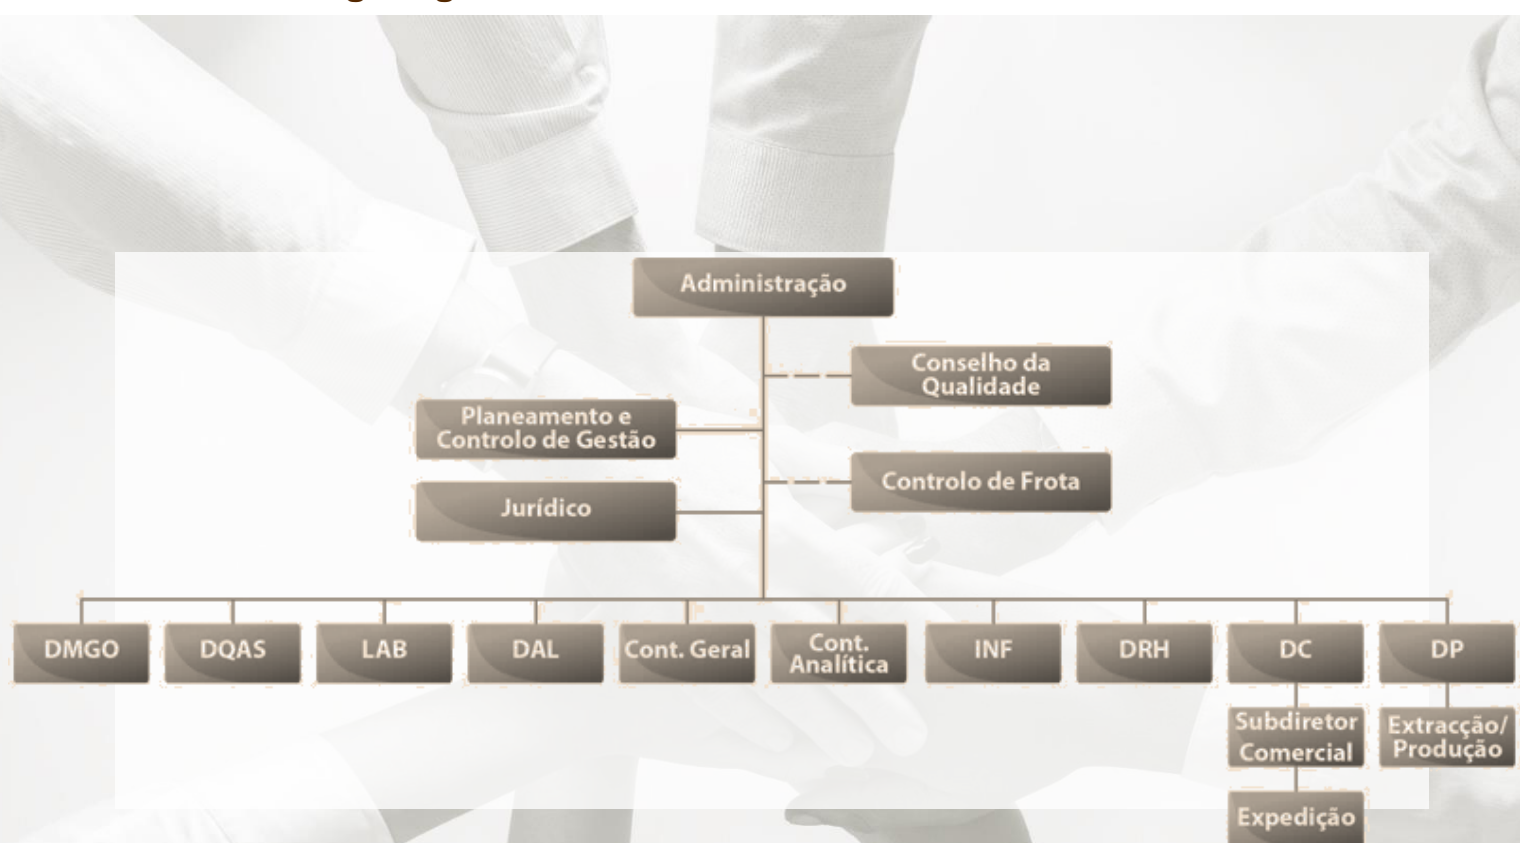 Administração
Conselho da
Qualidade
Planeamento e
Controlo de Gestão
Controlo de Frota
Jurídico
DMGO
DQAS
LAB
DAL
Cont. Geral
Cont.
Analítica
INF
DRH
DC
DP
Subdiretor
Comercial
Extracção/
Produção
Expedição